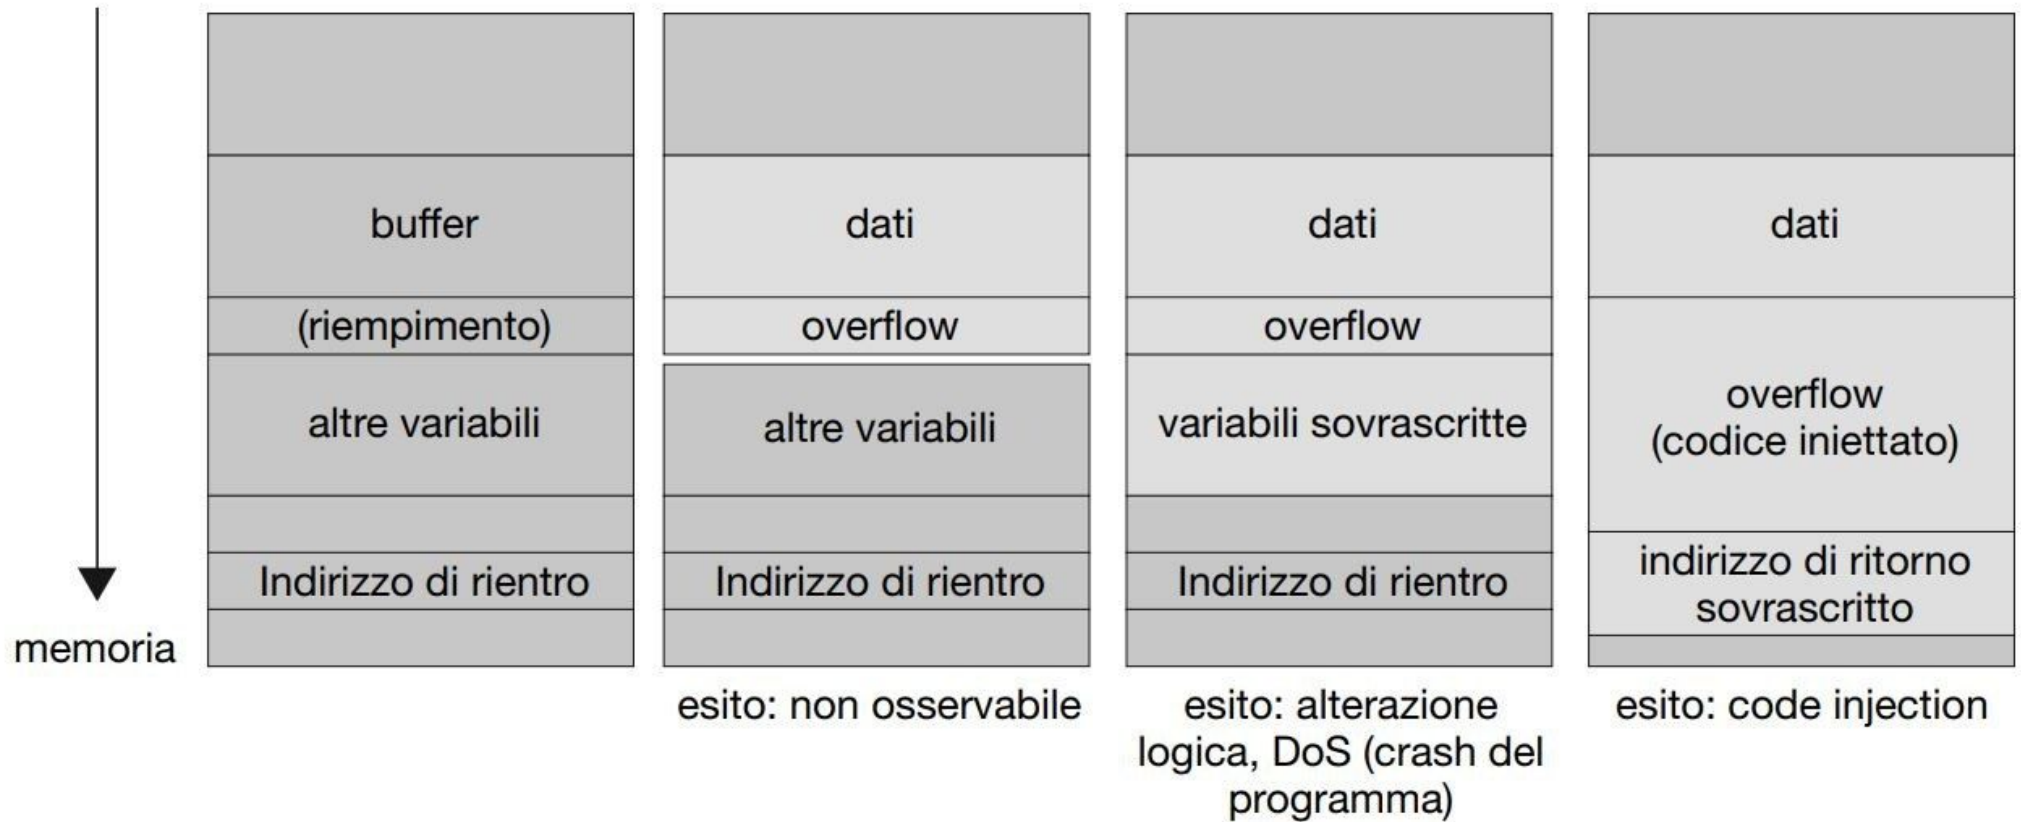 buffer
(riempimento)
altre variabili
Indirizzo di rientro
memoria
dati
overflow
altre variabili
Indirizzo di rientro
esito: non osservabile
dati
overflow
variabili sovrascritte
Indirizzo di rientro
esito: alterazione
logica, DoS (crash del
programma)
dati
overflow
(codice iniettato)
indirizzo di ritorno
sovrascritto
esito: code injection